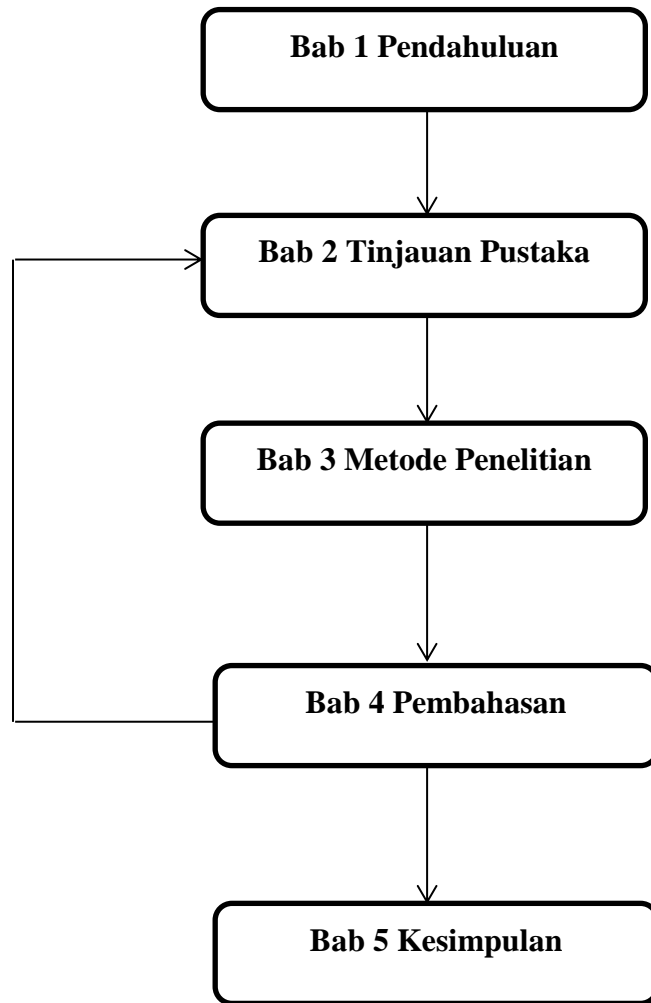 Bab 1 Pendahuluan
Bab 2 Tinjauan Pustaka
Bab 3 Metode Penelitian
Bab 4 Pembahasan
Bab 5 Kesimpulan